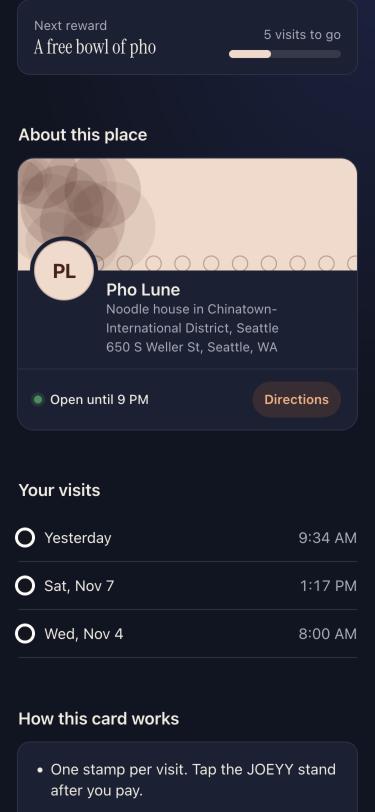 Next reward
A free bowl of pho
5 visits to go
About this place
PL
Pho Lune
Noodle house in Chinatown-
International District, Seattle
650 S Weller St, Seattle, WA
Open until 9 PM
Directions
Your visits
Yesterday
9:34 AM
Sat, Nov 7
1:17 PM
Wed, Nov 4
8:00 AM
How this card works
• One stamp per visit. Tap the JOEYY stand
after you pay.